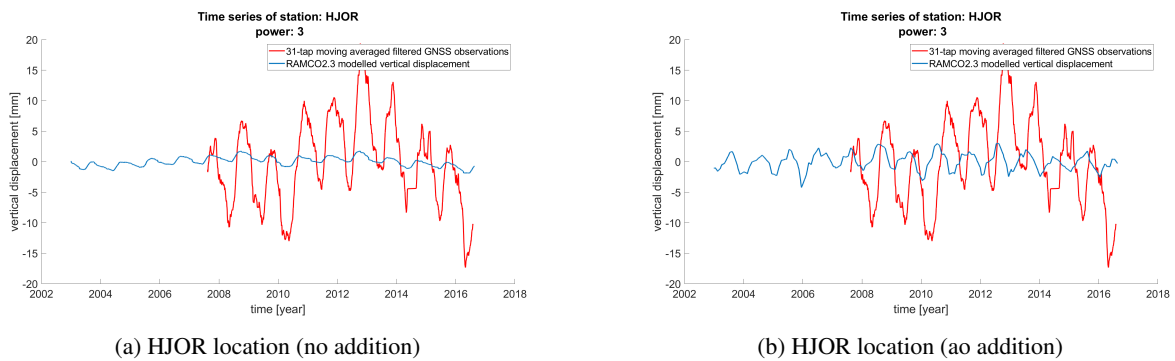 Time series of station: HJOR
power: 3
31-tap moving averaged filtered GNSS observations
RAMCO2.3 modelled vertical displacement
vertical displacement [mm]
20
15
10
5
0
-5
-10
-15
-20
2002 2004 2006 2008 2010 2012 2014 2016 2018
time [year]
(a) HJOR location (no addition)
Time series of station: HJOR
power: 3
31-tap moving averaged filtered GNSS observations
RAMCO2.3 modelled vertical displacement
vertical displacement [mm]
20
15
10
5
0
-5
-10
-15
-20
2002 2004 2006 2008 2010 2012 2014 2016 2018
time [year]
(b) HJOR location (ao addition)